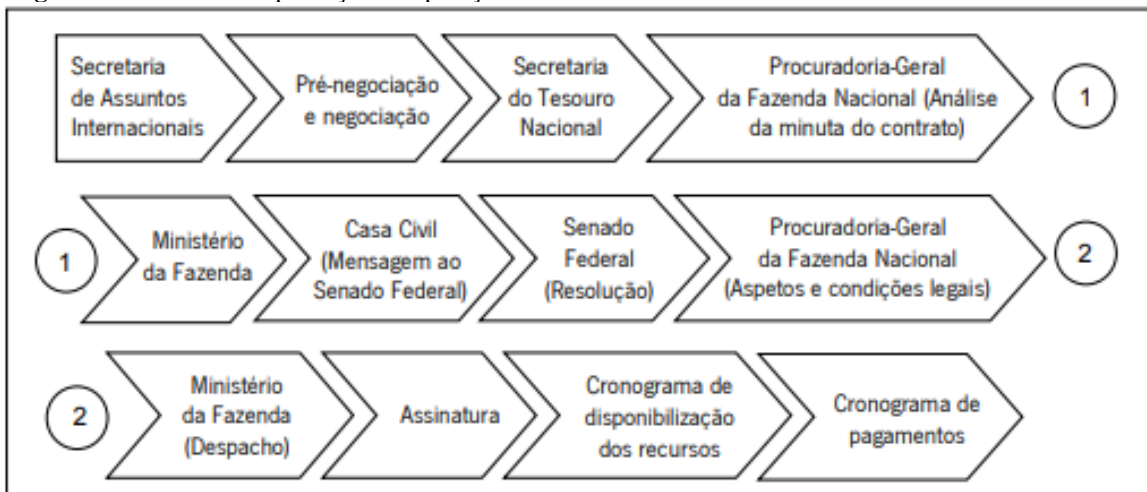 Secretaria
de Assuntos
Internacionais
Pré-negociação
e negociação
Secretaria
do Tesouro
Nacional
Procuradoria-Geral
da Fazenda Nacional (Análise
da minuta do contrato)
1
1
Ministério
da Fazenda
Casa Civil
(Mensagem ao
Senado Federal)
Senado
Federal
(Resolução)
Procuradoria-Geral
da Fazenda Nacional
(Aspetos e condições legais)
2
2
Ministério
da Fazenda
(Despacho)
Assinatura
Cronograma de
disponibilização
dos recursos
Cronograma de
pagamentos